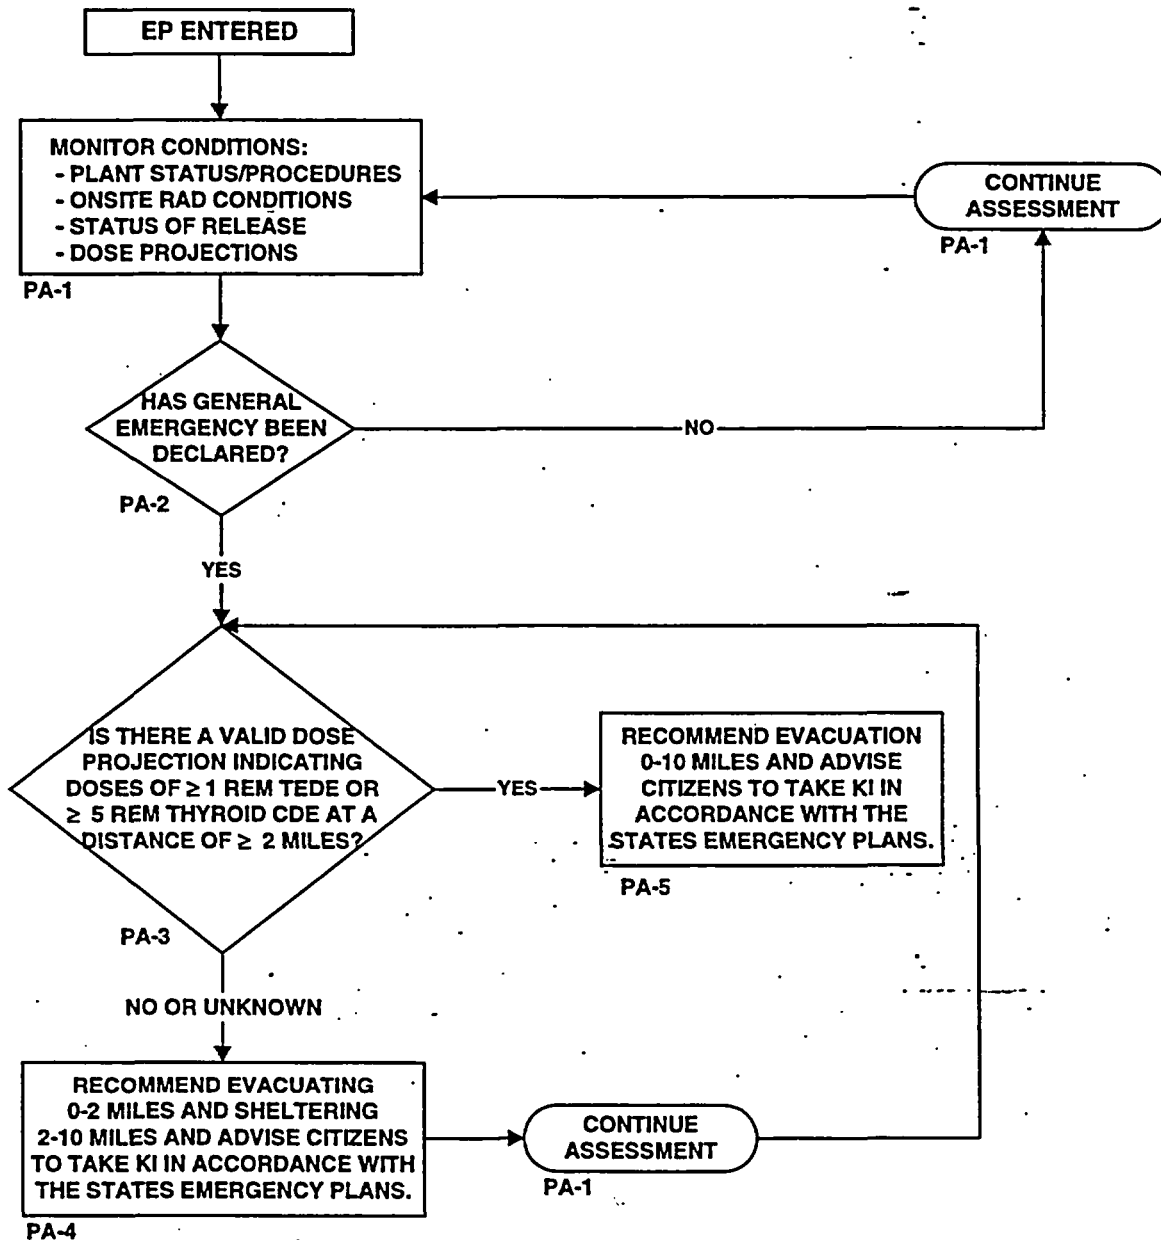 EP ENTERED
MONITOR CONDITIONS:
- PLANT STATUS/PROCEDURES
- ONSITE RAD CONDITIONS
- STATUS OF RELEASE
- DOSE PROJECTIONS
PA-1
CONTINUE
ASSESSMENT
PA-1
HAS GENERAL
EMERGENCY BEEN
DECLARED?
PA-2
NO
YES
IS THERE A VALID DOSE
PROJECTION INDICATING
DOSES OF ≥ 1 REM TEDE OR
≥ 5 REM THYROID CDE AT A
DISTANCE OF ≥ 2 MILES?
PA-3
YES
RECOMMEND EVACUATION
0-10 MILES AND ADVISE
CITIZENS TO TAKE KI IN
ACCORDANCE WITH THE
STATES EMERGENCY PLANS.
PA-5
NO OR UNKNOWN
RECOMMEND EVACUATING
0-2 MILES AND SHELTERING
2-10 MILES AND ADVISE CITIZENS
TO TAKE KI IN ACCORDANCE WITH
THE STATES EMERGENCY PLANS.
PA-4
CONTINUE
ASSESSMENT
PA-1